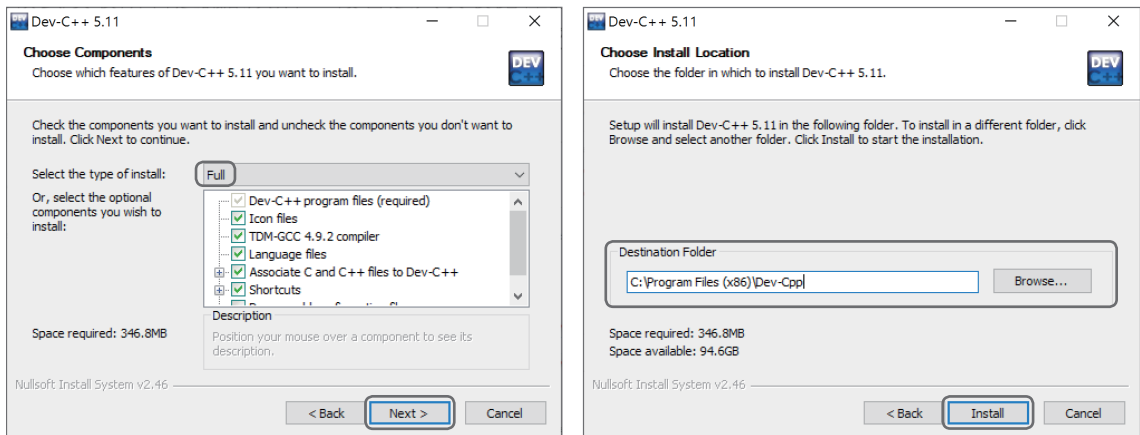 Dev-C++ 5.11
Choose Components
Choose which features of Dev-C++ 5.11 you want to install.
DEV
C++
Check the components you want to install and uncheck the components you don't want to
install. Click Next to continue.
Select the type of install:
Full
Or, select the optional
components you wish to
install:
Dev-C++ program files (required)
Icon files
TDM-GCC 4.9.2 compiler
Language files
Associate C and C++ files to Dev-C++
Shortcuts
Space required: 346.8MB
Description
Position your mouse over a component to see its
description.
Nullsoft Install System v2.46
< Back
Next >
Cancel
Dev-C++ 5.11
Choose Install Location
Choose the folder in which to install Dev-C++ 5.11.
DEV
C++
Setup will install Dev-C++ 5.11 in the following folder. To install in a different folder, click
Browse and select another folder. Click Install to start the installation.
Destination Folder
C:\Program Files (x86)\Dev-Cpp
Browse...
Space required: 346.8MB
Space available: 94.6GB
Nullsoft Install System v2.46
< Back
Install
Cancel